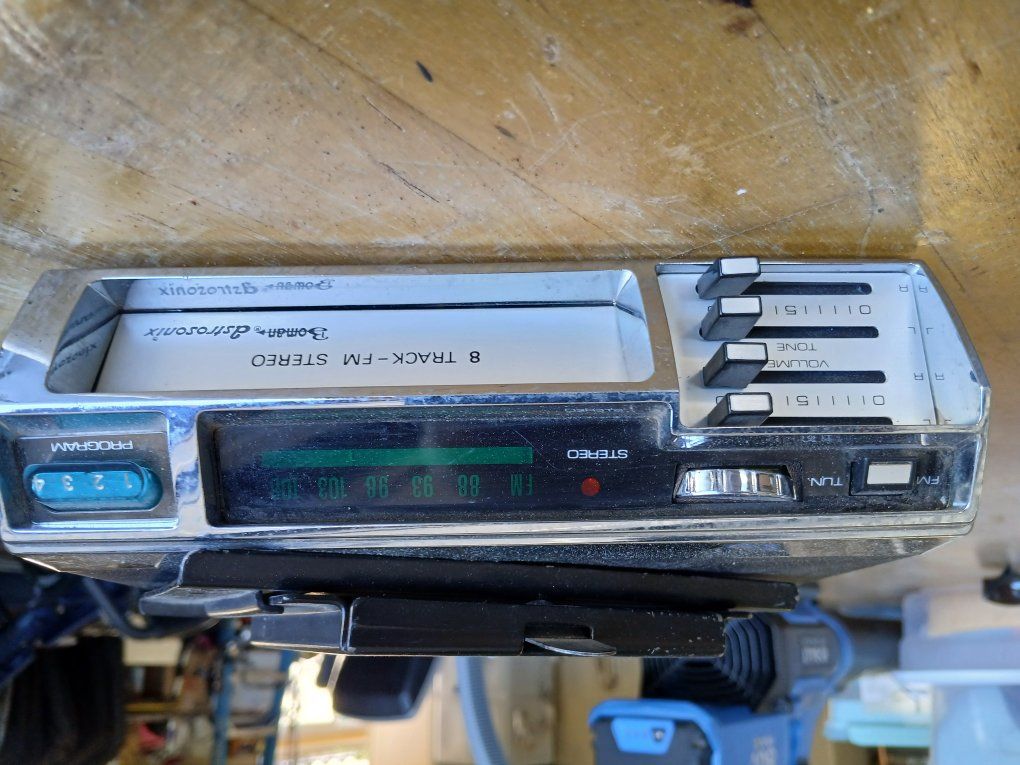 FM TUN.
STEREO
FM 88 93 98 103 108
1 2 3 4
PROGRAM
L
R
VOLUME
TONE
L
R
8 TRACK-FM STEREO
Boman® Astrosonix